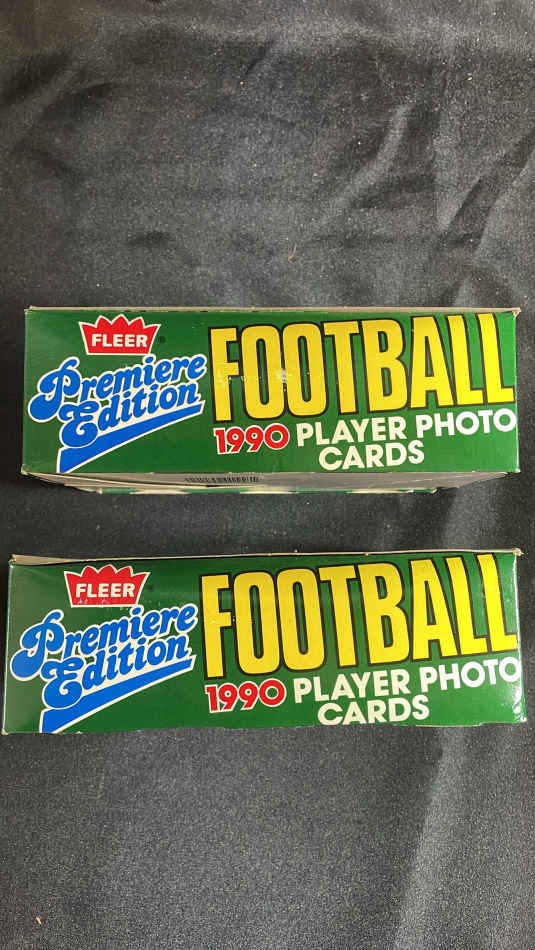 FLEER ®
Premiere
Edition
FOOTBALL
1990 PLAYER PHOTO
CARDS
FLEER
Premiere
Edition
FOOTBALL
1990 PLAYER PHOTO
CARDS